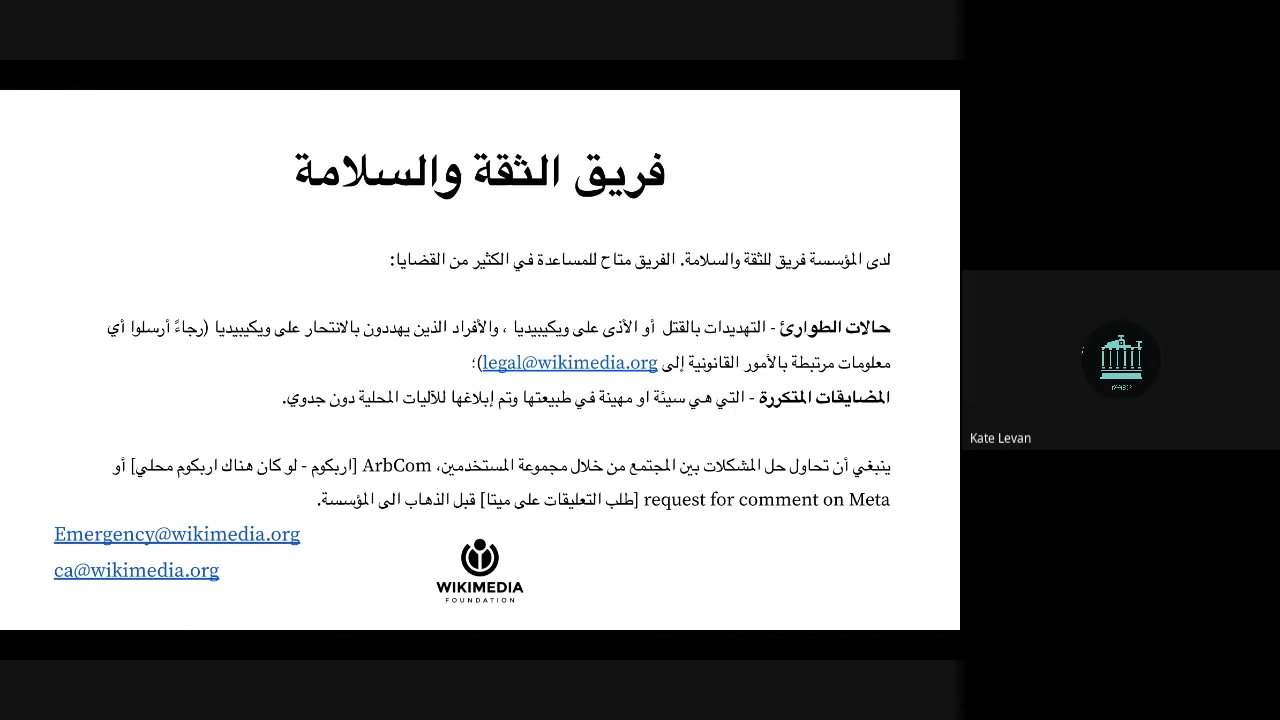 فريق الثقة والسلامة
لدى المؤسسة فريق للثقة والسلامة. الفريق متاح للمساعدة في الكثير من القضايا:
حالات الطوارئ - التهديدات بالقتل أو الأذى على ويكيبيديا ، والأفراد الذين يهددون بالانتحار على ويكيبيديا (رجاءً أرسلوا أي
معلومات مرتبطة بالأمور القانونية إلى legal@wikimedia.org)؛
المضايقات المتكررة - التي هي سيئة او مهينة في طبيعتها وتم إبلاغها للآليات المحلية دون جدوي.
ينبغي أن تحاول حل المشكلات بين المجتمع من خلال مجموعة المستخدمين، ArbCom [اربكوم - لو كان هناك اربكوم محلي] أو
request for comment on Meta [طلب التعليقات على ميتا] قبل الذهاب الى المؤسسة.
Emergency@wikimedia.org
ca@wikimedia.org
WIKIMEDIA
FOUNDATION
Kate Levan